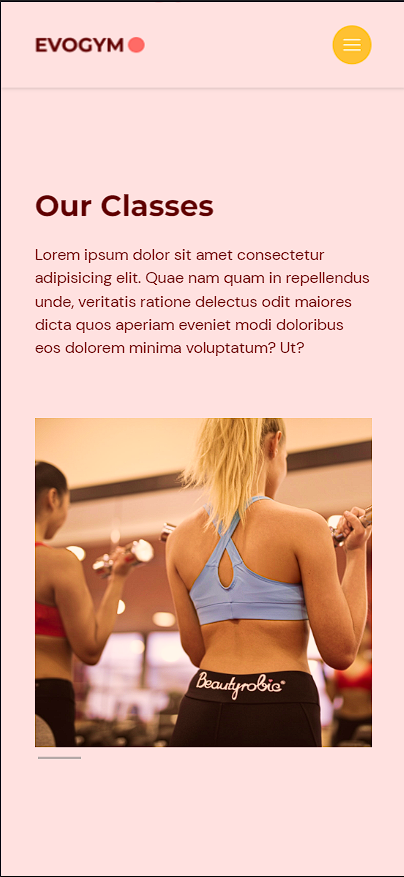 EVOGYM
Our Classes
Lorem ipsum dolor sit amet consectetur
adipisicing elit. Quae nam quam in repellendus
unde, veritatis ratione delectus odit maiores
dicta quos aperiam eveniet modi doloribus
eos dolorem minima voluptatum? Ut?
Beautyrobic®